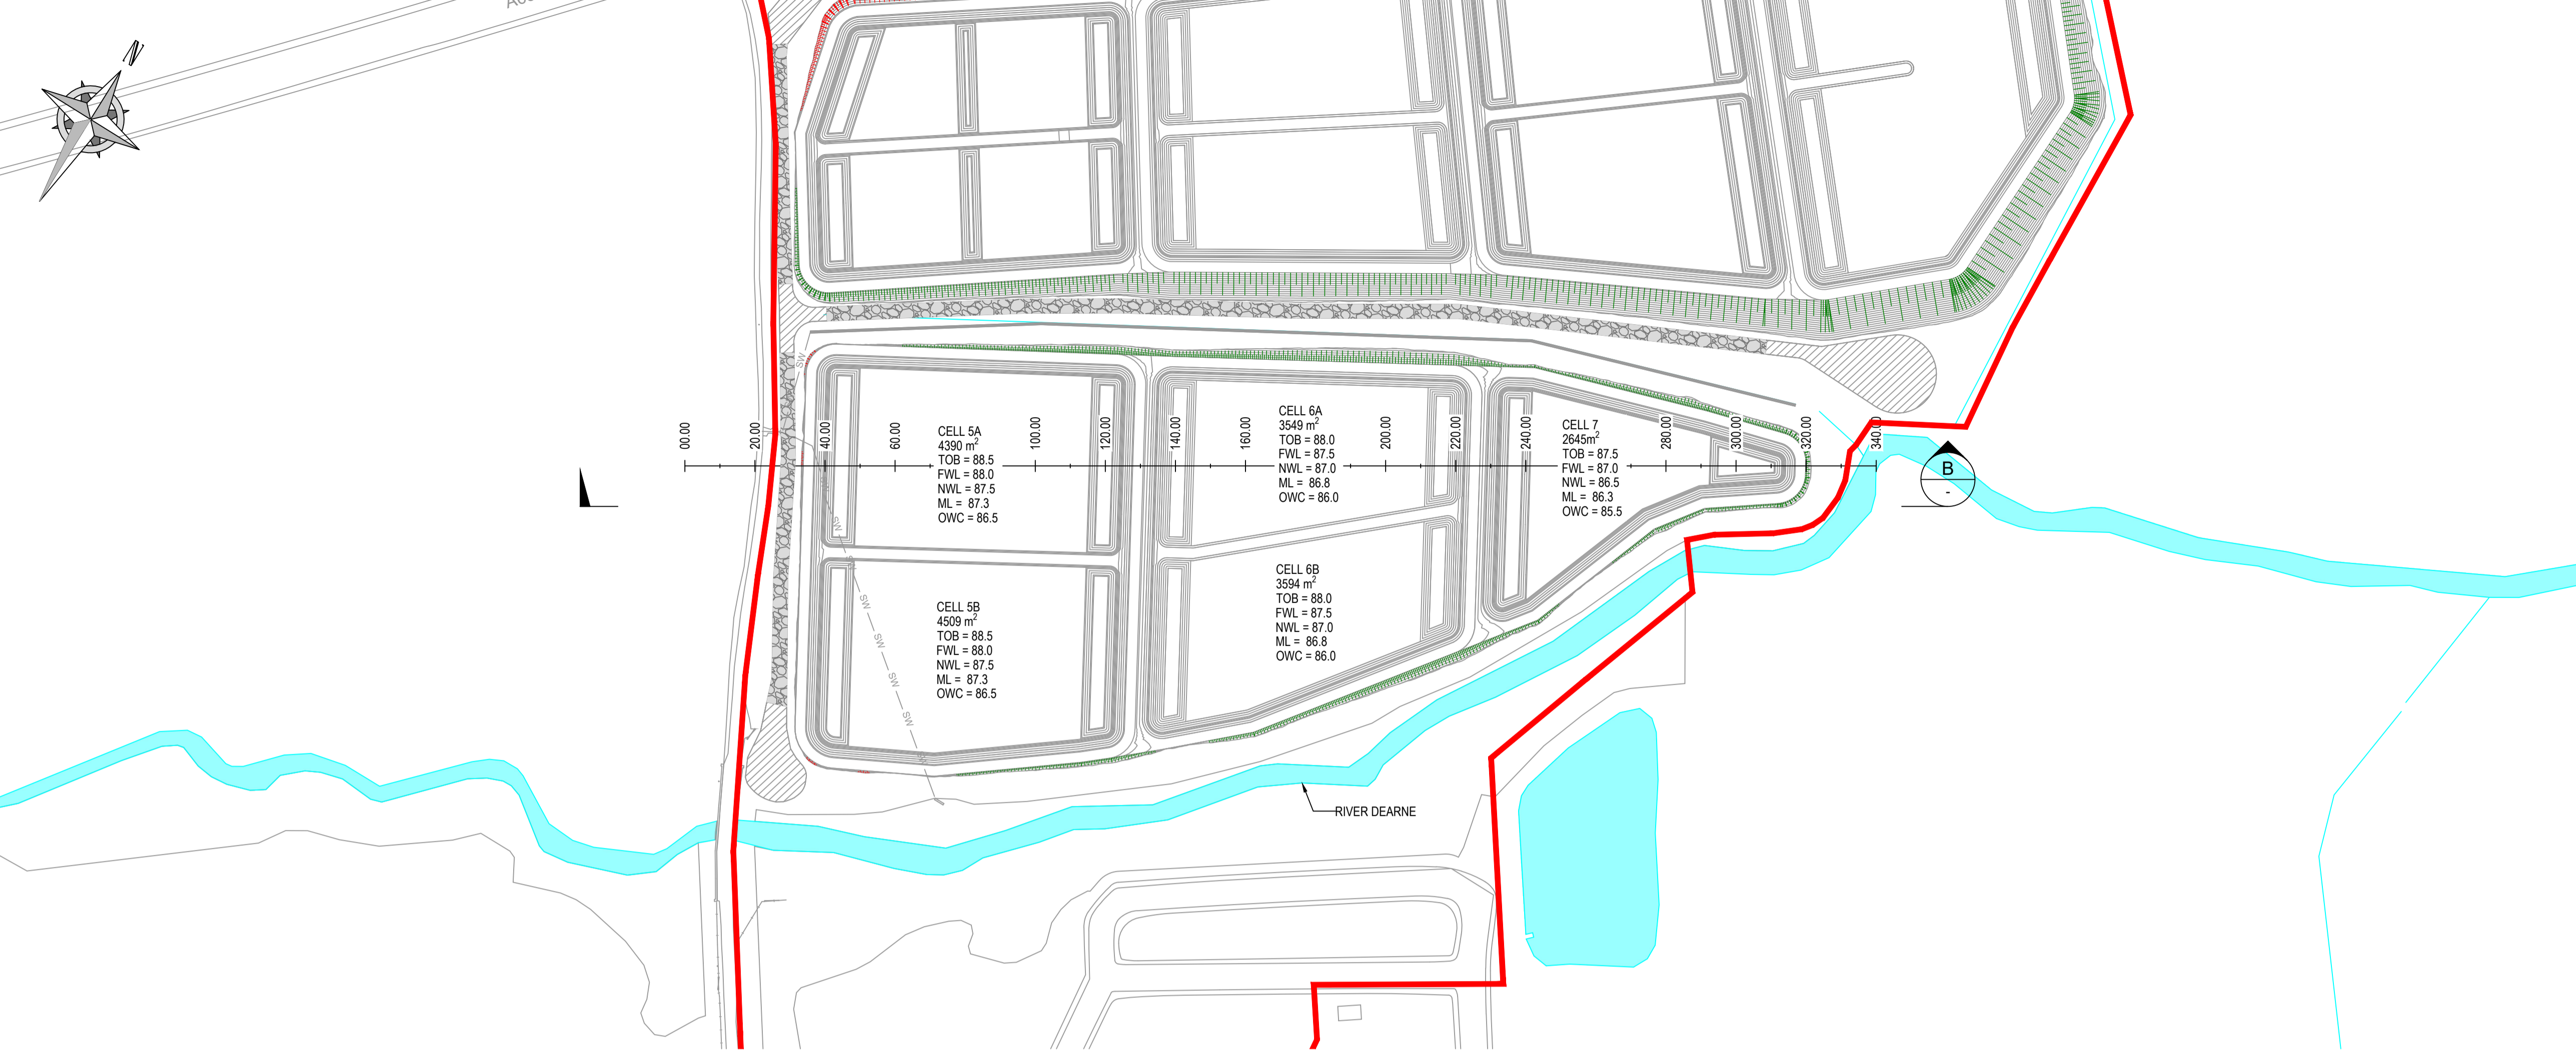 N
SW
00.00
20.00
40.00
60.00
100.00
120.00
140.00
160.00
200.00
220.00
240.00
280.00
300.00
320.00
340.00
CELL 5A
4390 m²
TOB = 88.5
FWL = 88.0
NWL = 87.5
ML = 87.3
OWC = 86.5
CELL 6A
3549 m²
TOB = 88.0
FWL = 87.5
NWL = 87.0
ML = 86.8
OWC = 86.0
CELL 7
2645m²
TOB = 87.5
FWL = 87.0
NWL = 86.5
ML = 86.3
OWC = 85.5
B
-
SW
SW
SW
SW
SW
SW
CELL 5B
4509 m²
TOB = 88.5
FWL = 88.0
NWL = 87.5
ML = 87.3
OWC = 86.5
CELL 6B
3594 m²
TOB = 88.0
FWL = 87.5
NWL = 87.0
ML = 86.8
OWC = 86.0
RIVER DEARNE